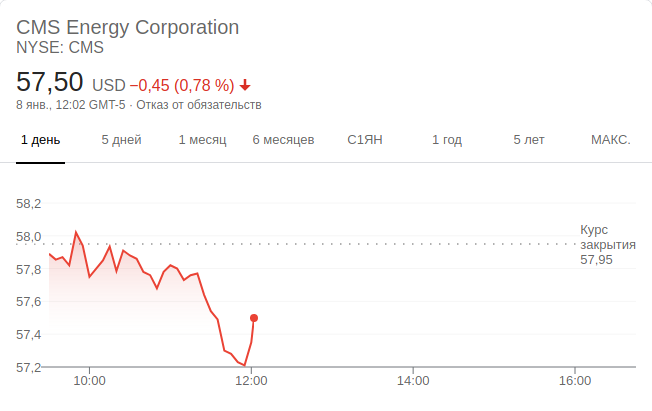 CMS Energy Corporation
NYSE: CMS
57,50 USD −0,45 (0,78 %)
8 янв., 12:02 GMT-5 · Отказ от обязательств
1 день 5 дней 1 месяц 6 месяцев С1ЯН 1 год 5 лет МАКС.
58,2
58,0
57,8
57,6
57,4
57,2
Курс
закрытия
57,95
10:00 12:00 14:00 16:00